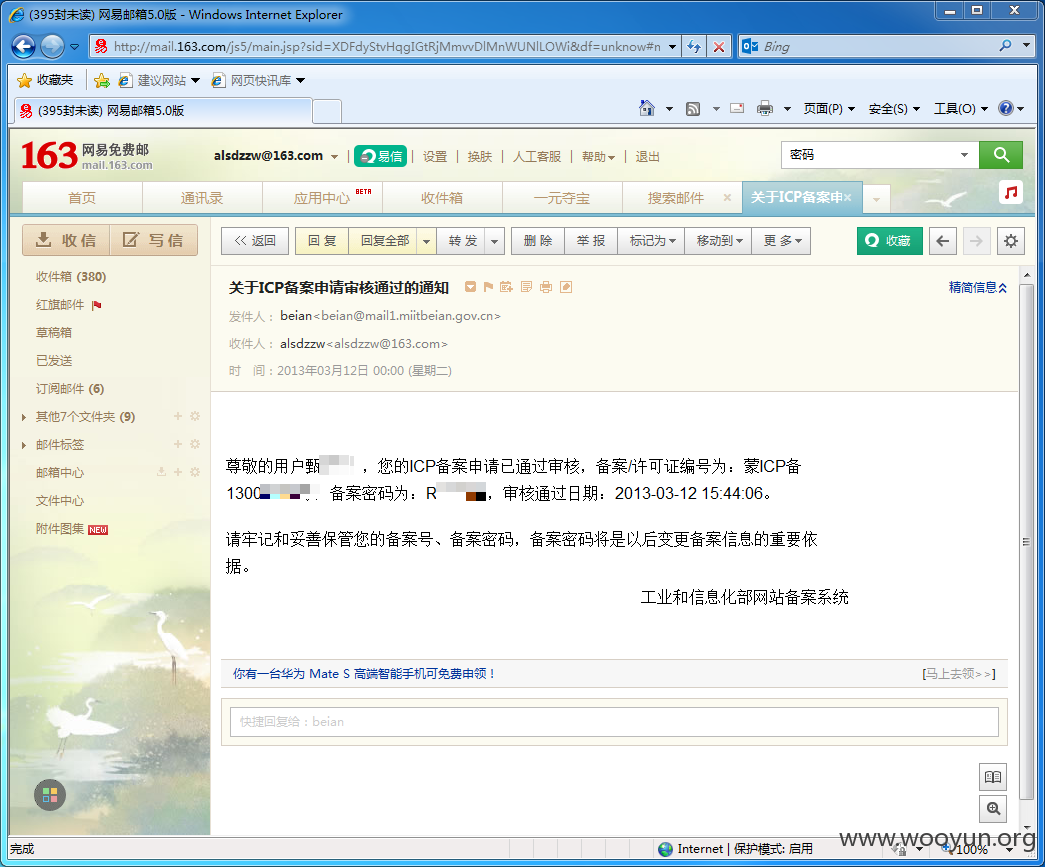 (395封未读) 网易邮箱5.0版 - Windows Internet Explorer
http://mail.163.com/js5/main.jsp?sid=XDFdyStvHqgIGtRjMmvvDlMnWUNlLOWi&df=unknow#n
Bing
收藏夹 建议网站 网页快讯库
(395封未读) 网易邮箱5.0版
页面(P) 安全(S) 工具(O)
163 网易免费邮
mail.163.com
alsdzzw@163.com | 易信 | 设置 | 换肤 | 人工客服 | 帮助 | 退出
密码
首页 通讯录 应用中心 BETA 收件箱 一元夺宝 搜索邮件 × 关于ICP备案申 ×
收信 写信
<< 返回 回复 回复全部 转发 删除 举报 标记为 移动到 更多 收藏
收件箱 (380)
红旗邮件
草稿箱
已发送
订阅邮件 (6)
其他7个文件夹 (9)
邮件标签
邮箱中心
文件中心
附件图集 NEW
关于ICP备案申请审核通过的通知
精简信息
发件人： beian<beian@mail1.miitbeian.gov.cn>
收件人： alsdzzw<alsdzzw@163.com>
时 间：2013年03月12日 00:00 (星期二)
尊敬的用户甄 ，您的ICP备案申请已通过审核，备案/许可证编号为：蒙ICP备
1300 ，备案密码为：R ，审核通过日期：2013-03-12 15:44:06。
请牢记和妥善保管您的备案号、备案密码，备案密码将是以后变更备案信息的重要依
据。
工业和信息化部网站备案系统
你有一台华为 Mate S 高端智能手机可免费申领！
[马上去领>>]
快捷回复给：beian
www.wooyun.org
完成
Internet | 保护模式: 启用
100%